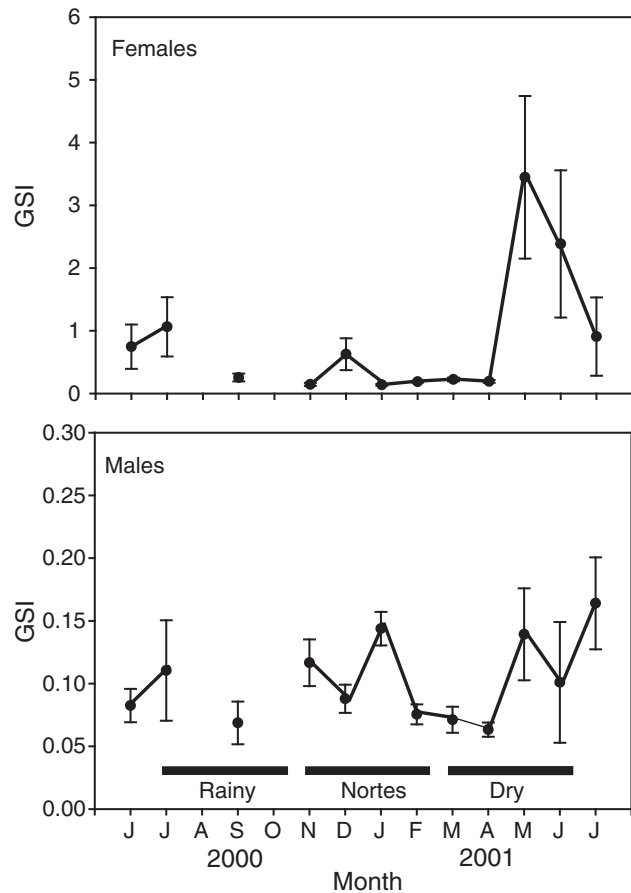 6
Females
5
4
GSI
3
2
1
0
0.30
Males
0.25
0.20
GSI
0.15
0.10
0.05
Rainy Nortes Dry
0.00
J J A S O N D J F M A M J J
2000 2001
Month